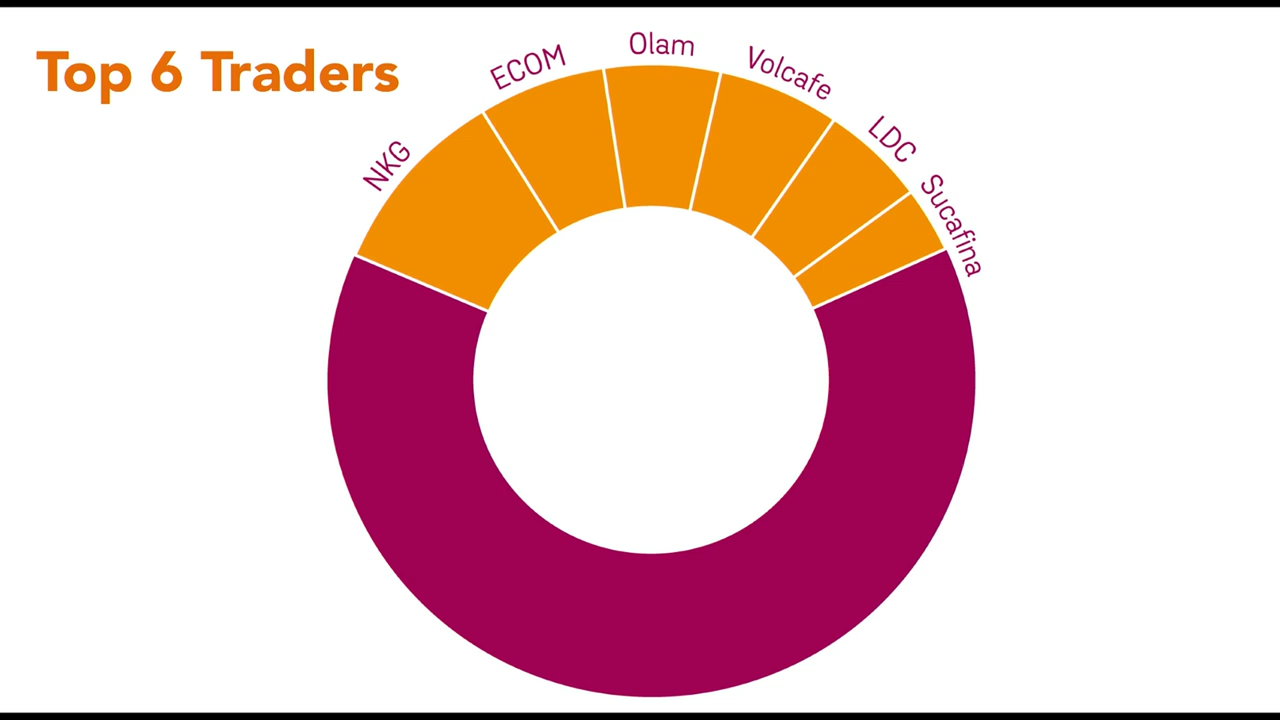 Top 6 Traders
NKG
ECOM
Olam
Volcafe
LDC
Sucafina